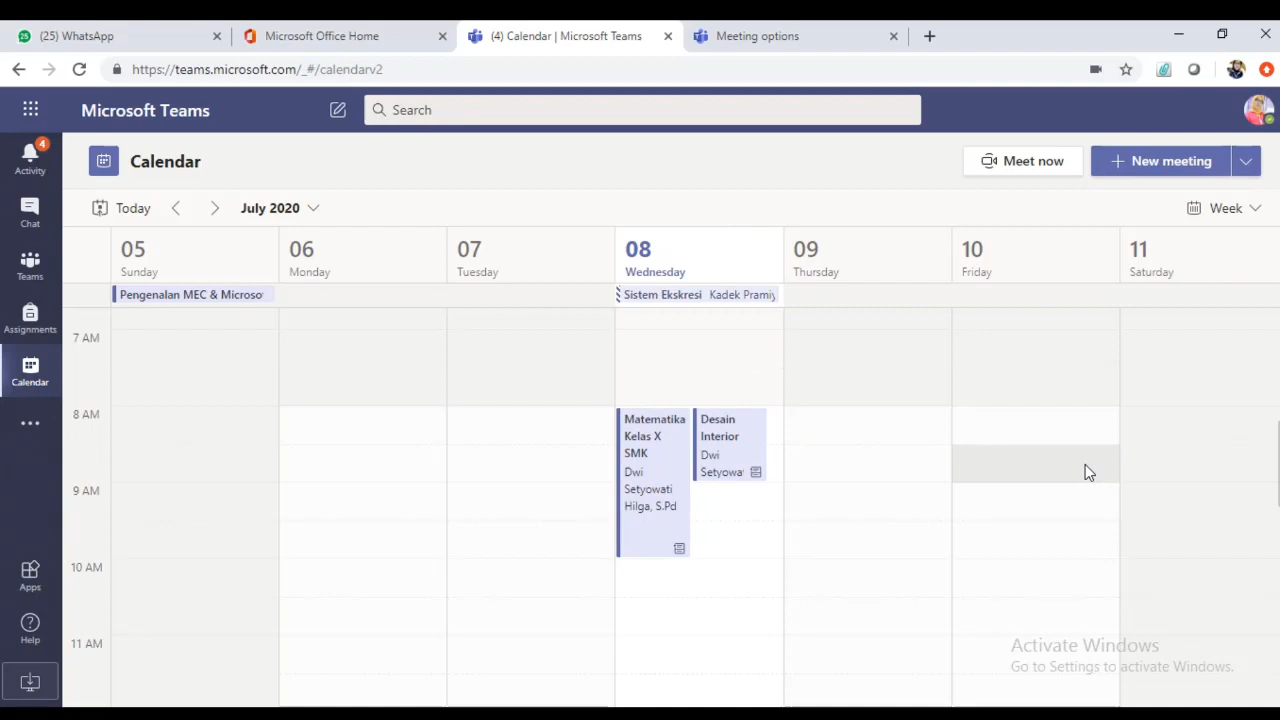 (25) WhatsApp
Microsoft Office Home
(4) Calendar | Microsoft Teams
Meeting options
https://teams.microsoft.com/_#/calendarv2
Microsoft Teams
Search
4
Activity
Chat
Teams
Assignments
Calendar
Apps
Help
Calendar
Meet now
New meeting
Today
July 2020
Week
05
Sunday
06
Monday
07
Tuesday
08
Wednesday
09
Thursday
10
Friday
11
Saturday
Pengenalan MEC & Microso
Sistem Ekskresi Kadek Pramiy
7 AM
8 AM
9 AM
10 AM
11 AM
Matematika
Kelas X
SMK
Dwi
Setyowati
Hilga, S.Pd
Desain
Interior
Dwi
Setyowa
Activate Windows
Go to Settings to activate Windows.